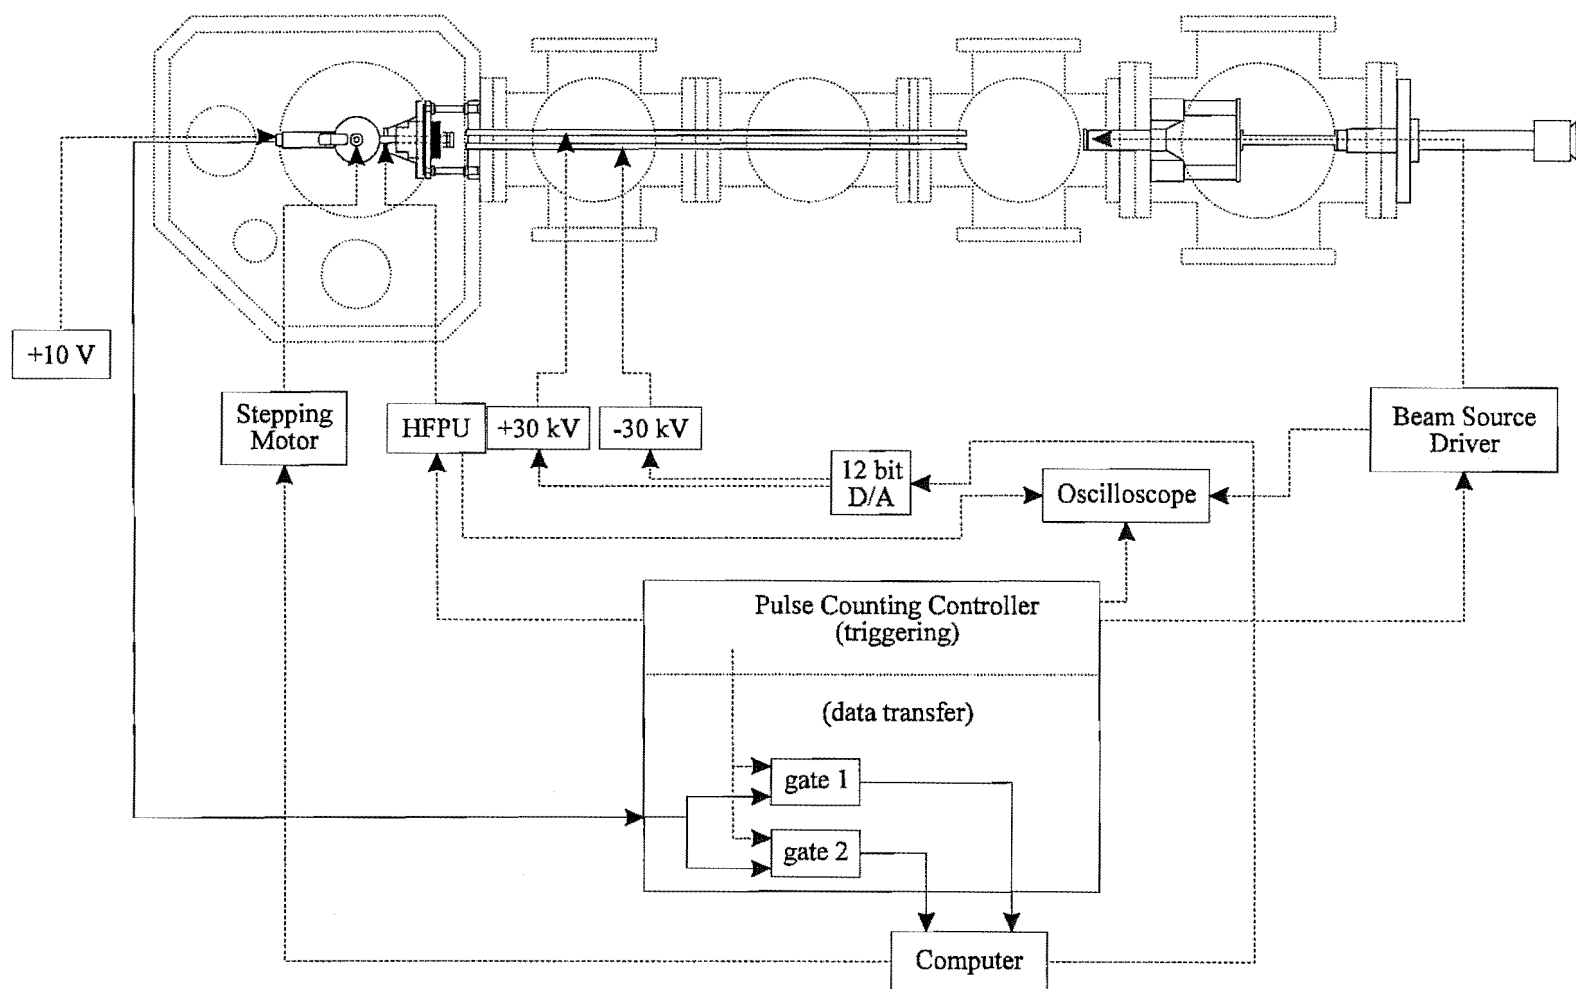 +10 V
Stepping
Motor
HFPU
+30 kV
-30 kV
12 bit
D/A
Oscilloscope
Beam Source
Driver
Pulse Counting Controller
(triggering)
(data transfer)
gate 1
gate 2
Computer